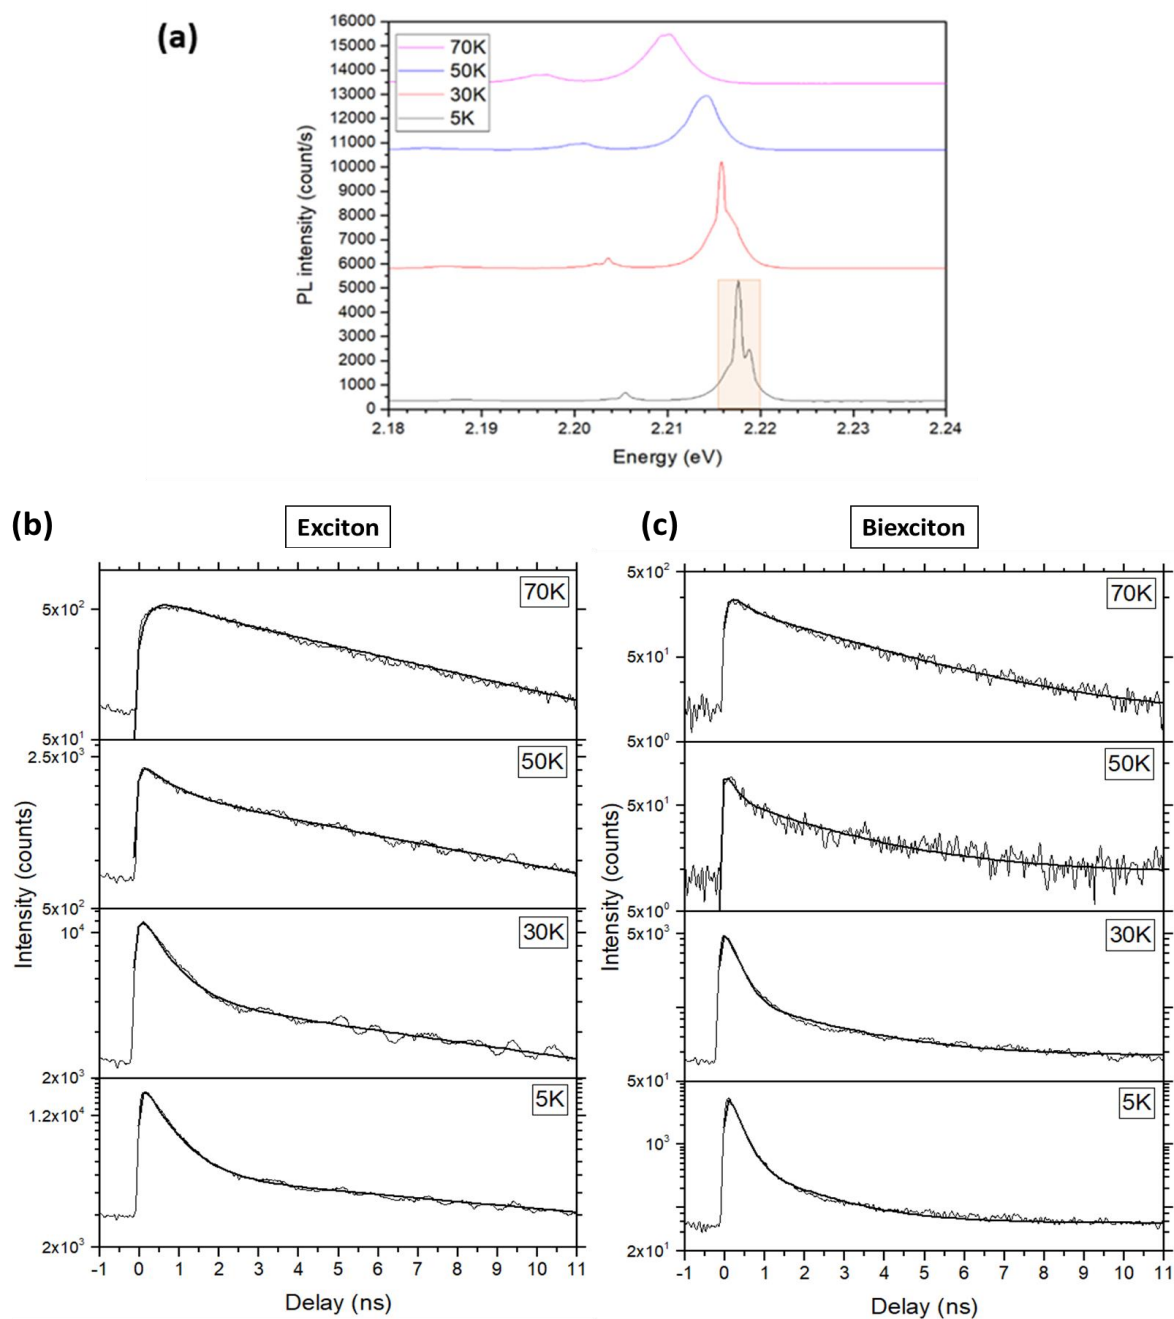 (a)
16000
15000
14000
13000
12000
11000
10000
9000
8000
7000
6000
5000
4000
3000
2000
1000
0
PL intensity (count/s)
70K
50K
30K
5K
2.18 2.19 2.20 2.21 2.22 2.23 2.24
Energy (eV)
(b) Exciton
5x10²
70K
5x10¹
2.5x10³
50K
5x10²
10⁴
30K
2x10³
1.2x10⁴
5K
2x10³
Intensity (counts)
-1 0 1 2 3 4 5 6 7 8 9 10 11
Delay (ns)
(c) Biexciton
5x10²
70K
5x10¹
5x10⁰
50K
5x10¹
5x10⁰
5x10³
30K
5x10¹
5K
10³
2x10¹
Intensity (counts)
-1 0 1 2 3 4 5 6 7 8 9 10 11
Delay (ns)